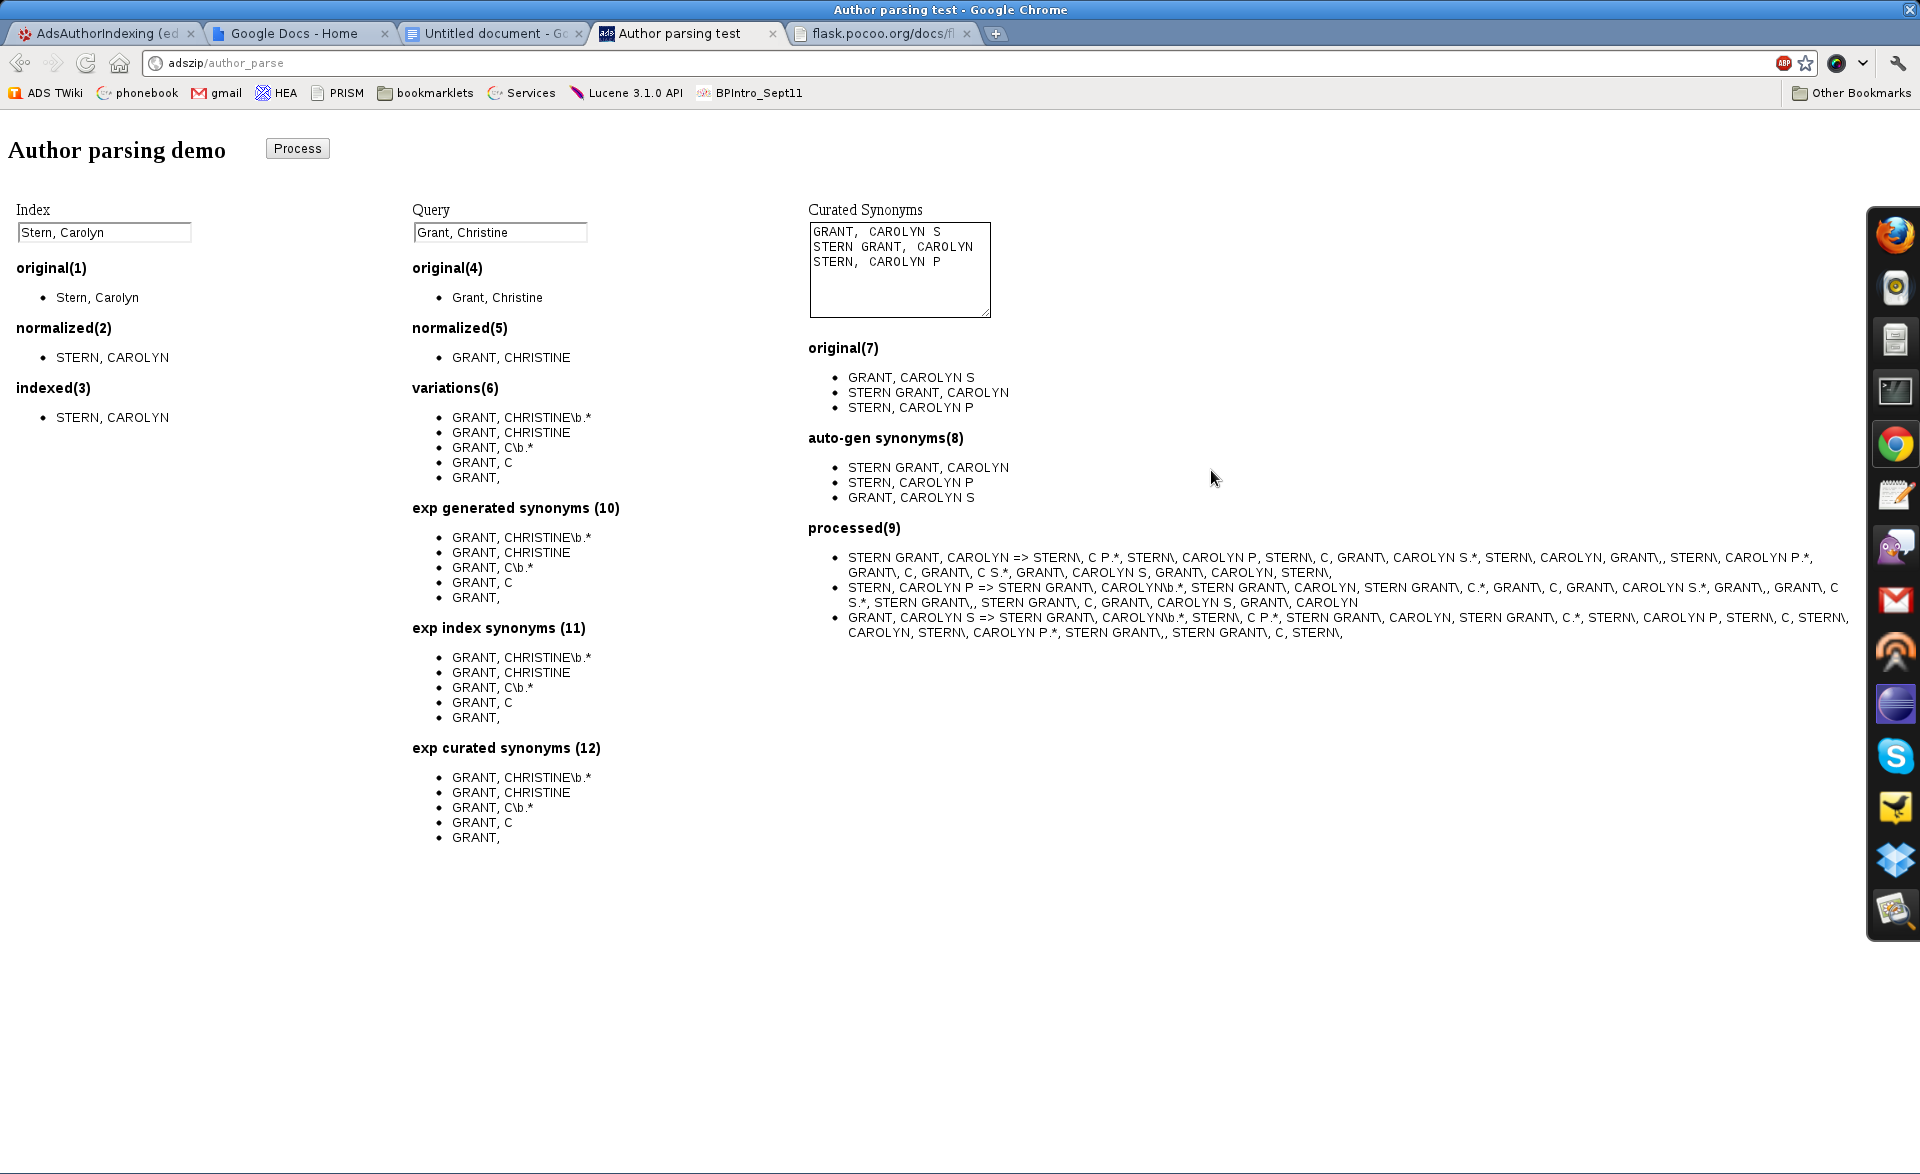 Author parsing test - Google Chrome
AdsAuthorIndexing (ed
Google Docs - Home
Untitled document - Go
ads Author parsing test
flask.pocoo.org/docs/fl
adszip/author_parse
ABP
ADS TWiki
phonebook
gmail
HEA
PRISM
bookmarklets
Services
Lucene 3.1.0 API
BPIntro_Sept11
Other Bookmarks
Author parsing demo
Process
Index
Stern, Carolyn
original(1)
Stern, Carolyn
normalized(2)
STERN, CAROLYN
indexed(3)
STERN, CAROLYN
Query
Grant, Christine
original(4)
Grant, Christine
normalized(5)
GRANT, CHRISTINE
variations(6)
GRANT, CHRISTINE\b.*
GRANT, CHRISTINE
GRANT, C\b.*
GRANT, C
GRANT,
exp generated synonyms (10)
GRANT, CHRISTINE\b.*
GRANT, CHRISTINE
GRANT, C\b.*
GRANT, C
GRANT,
exp index synonyms (11)
GRANT, CHRISTINE\b.*
GRANT, CHRISTINE
GRANT, C\b.*
GRANT, C
GRANT,
exp curated synonyms (12)
GRANT, CHRISTINE\b.*
GRANT, CHRISTINE
GRANT, C\b.*
GRANT, C
GRANT,
Curated Synonyms
GRANT, CAROLYN S
STERN GRANT, CAROLYN
STERN, CAROLYN P
original(7)
GRANT, CAROLYN S
STERN GRANT, CAROLYN
STERN, CAROLYN P
auto-gen synonyms(8)
STERN GRANT, CAROLYN
STERN, CAROLYN P
GRANT, CAROLYN S
processed(9)
STERN GRANT, CAROLYN => STERN\, C P.*, STERN\, CAROLYN P, STERN\, C, GRANT\, CAROLYN S.*, STERN\, CAROLYN, GRANT\,, STERN\, CAROLYN P.*,
GRANT\, C, GRANT\, C S.*, GRANT\, CAROLYN S, GRANT\, CAROLYN, STERN\,
STERN, CAROLYN P => STERN GRANT\, CAROLYN\b.*, STERN GRANT\, CAROLYN, STERN GRANT\, C.*, GRANT\, C, GRANT\, CAROLYN S.*, GRANT\,, GRANT\, C
S.*, STERN GRANT\,, STERN GRANT\, C, GRANT\, CAROLYN S, GRANT\, CAROLYN
GRANT, CAROLYN S => STERN GRANT\, CAROLYN\b.*, STERN\, C P.*, STERN GRANT\, CAROLYN, STERN GRANT\, C.*, STERN\, CAROLYN P, STERN\, C, STERN\,
CAROLYN, STERN\, CAROLYN P.*, STERN GRANT\,, STERN GRANT\, C, STERN\,